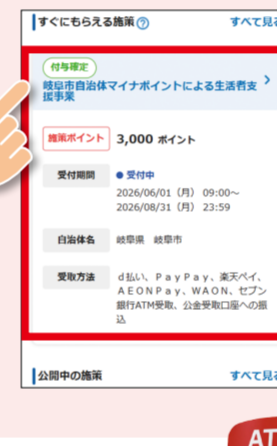 すぐにもらえる施策? すべて見る
付与確定
岐阜市自治体マイナポイントによる生活者支
援事業
施策ポイント 3,000 ポイント
受付期間 ●受付中
2026/06/01（月）09:00～
2026/08/31（月）23:59
自治体名 岐阜県 岐阜市
受取方法 ｄ払い、ＰａｙＰａｙ、楽天ペイ、
ＡＥＯＮＰａｙ、ＷＡＯＮ、セブン
銀行ATM受取、公金受取口座への振
込
公開中の施策 すべて見る
AT